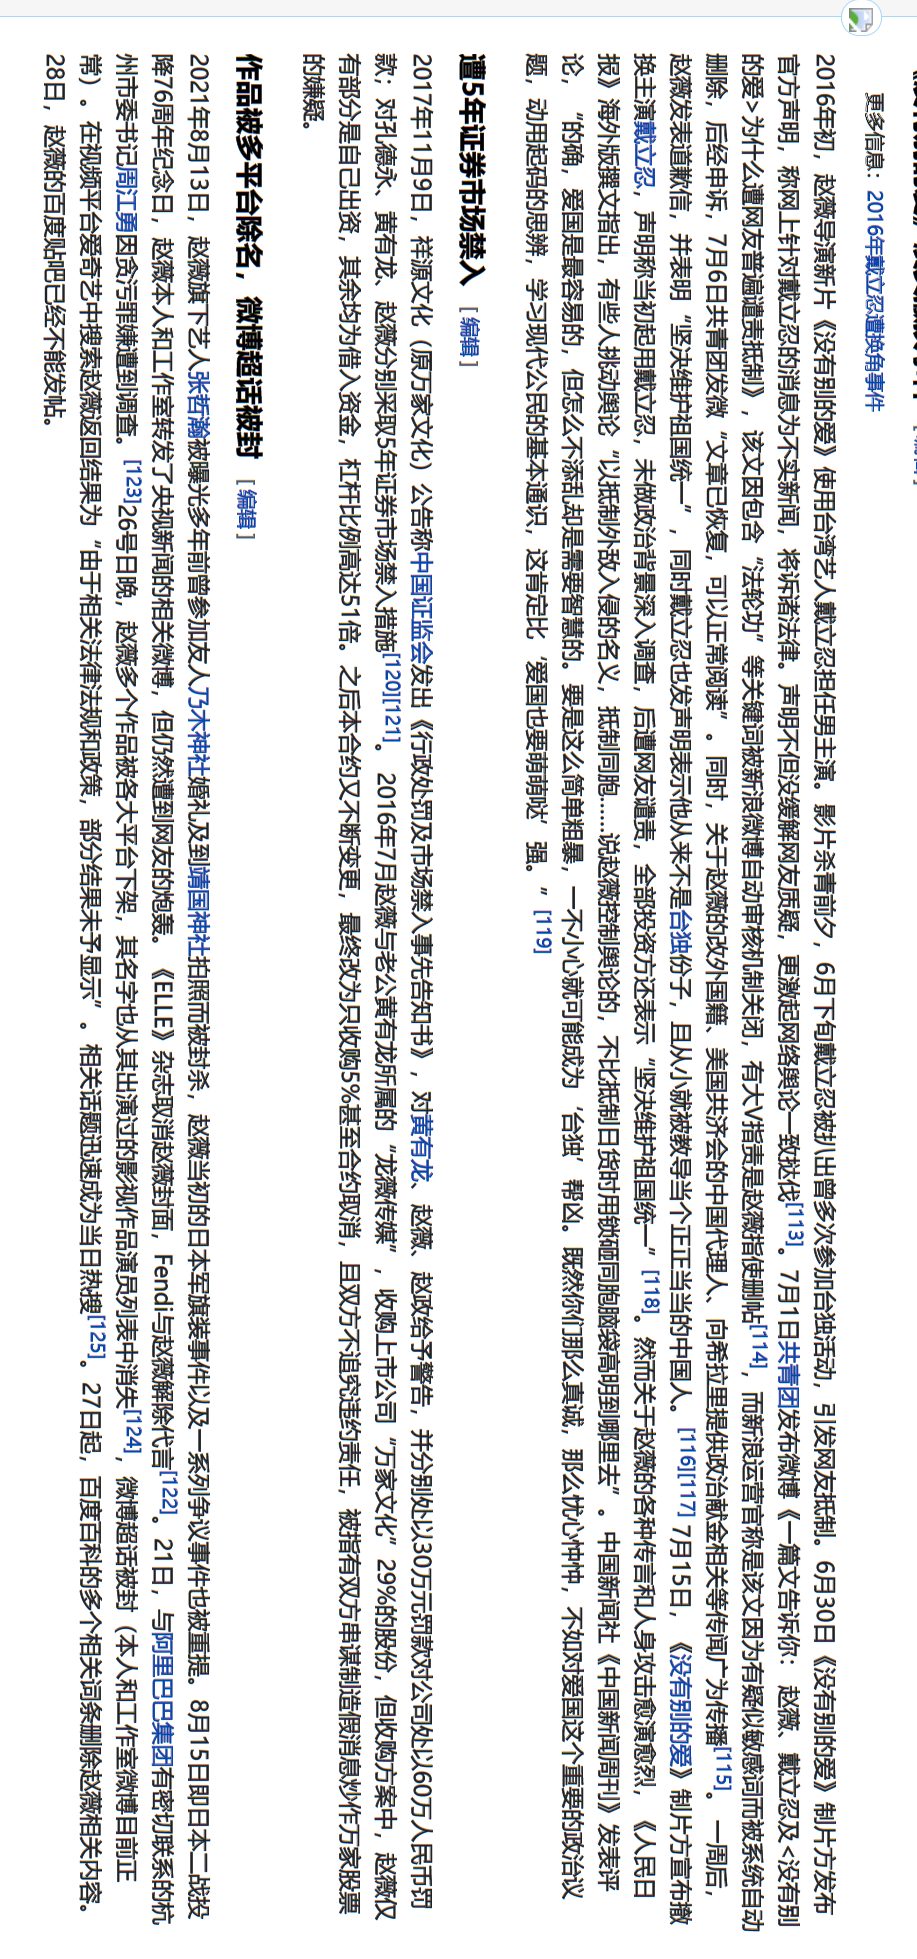 更多信息：2016年戴立忍遭换角事件
2016年初，赵薇导演新片《没有别的爱》使用台湾艺人戴立忍担任男主演。影片杀青前夕，6月下旬戴立忍被扒出曾多次参加台独活动，引发网友抵制。6月30日《没有别的爱》制片方发布
官方声明，称网上针对戴立忍的消息为不实新闻，将诉诸法律。声明不但没缓解网友质疑，更激起网络舆论一致挞伐[113]。7月1日共青团发布微博《一篇文告诉你：赵薇、戴立忍及<没有别
的爱>为什么遭网友普遍谴责抵制》，该文因包含“法轮功”等关键词被新浪微博自动审核机制关闭，有大V指责是赵薇指使删帖[114]，而新浪运营官称是该文因为有疑似敏感词而被系统自动
删除，后经申诉，7月6日共青团发微“文章已恢复，可以正常阅读”。同时，关于赵薇的改外国籍、美国共济会的中国代理人、向希拉里提供政治献金相关等传闻广为传播[115]。一周后，
赵薇发表道歉信，并表明“坚决维护祖国统一”，同时戴立忍也发声明表示他从来不是台独份子，且从小就被教导当个正正当当的中国人。[116][117] 7月15日，《没有别的爱》制片方宣布撤
换主演戴立忍，声明称当初起用戴立忍，未做政治背景深入调查，后遭网友谴责，全部投资方还表示“坚决维护祖国统一”[118]。然而关于赵薇的各种传言和人身攻击愈演愈烈，《人民日
报》海外版撰文指出，有些人挑动舆论“以抵制外敌入侵的名义，抵制同胞……说赵薇控制舆论的，不比抵制日货时用锁砸同胞脑袋高明到哪里去”。中国新闻社《中国新闻周刊》发表评
论，“的确，爱国是最容易的，但怎么不添乱却是需要智慧的。要是这么简单粗暴，一不小心就可能成为‘台独’帮凶。既然你们那么真诚，那么忧心忡忡，不如对爱国这个重要的政治议
题，动用起码的思辨，学习现代公民的基本通识，这肯定比‘爱国也要萌萌哒’强。”[119]
遭5年证券市场禁入 [编辑]
2017年11月9日，祥源文化（原万家文化）公告称中国证监会发出《行政处罚及市场禁入事先告知书》，对黄有龙、赵薇、赵政给予警告，并分别处以30万元罚款对公司处以60万人民币罚
款；对孔德永、黄有龙、赵薇分别采取5年证券市场禁入措施[120][121]。2016年7月赵薇与老公黄有龙所属的“龙薇传媒”，收购上市公司“万家文化”29%的股份，但收购方案中，赵薇仅
有部分是自己出资，其余均为借入资金，杠杆比例高达51倍。之后本合约又不断变更，最终改为只收购5%甚至合约取消，且双方不追究违约责任，被指有双方串谋制造假消息炒作万家股票
的嫌疑。
作品被多平台除名，微博超话被封 [编辑]
2021年8月13日，赵薇旗下艺人张哲瀚被曝光多年前曾参加友人乃木神社婚礼及到靖国神社拍照而被封杀，赵薇当初的日本军旗装事件以及一系列争议事件也被重提。8月15日即日本二战投
降76周年纪念日，赵薇本人和工作室转发了央视新闻的相关微博，但仍然遭到网友的炮轰。《ELLE》杂志取消赵薇封面，Fendi与赵薇解除代言[122]。21日，与阿里巴巴集团有密切联系的杭
州市委书记周江勇因贪污罪嫌遭到调查。[123]26号日晚，赵薇多个作品被各大平台下架，其名字也从其出演过的影视作品演员列表中消失[124]，微博超话被封（本人和工作室微博目前正
常）。在视频平台爱奇艺中搜索赵薇返回结果为“由于相关法律法规和政策，部分结果未予显示”。相关话题迅速成为当日热搜[125]。27日起，百度百科的多个相关词条删除赵薇相关内容。
28日，赵薇的百度贴吧已经不能发帖。